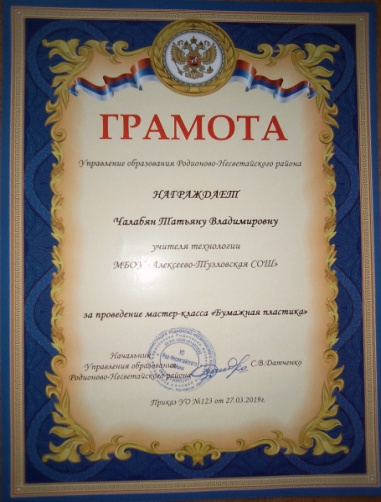 ГРАМОТА
Управление образования Родионово-Несветайского района
НАГРАЖДАЕТ
Чалабян Татьяну Владимировну
учителя технологии
МБОУ «Алексеево-Тузловская СОШ»
за проведение мастер-класса «Бумажная пластика»
Начальник
Управления образования
Родионово-Несветайского района
С.В.Датченко
Приказ УО №123 от 27.03.2019г.